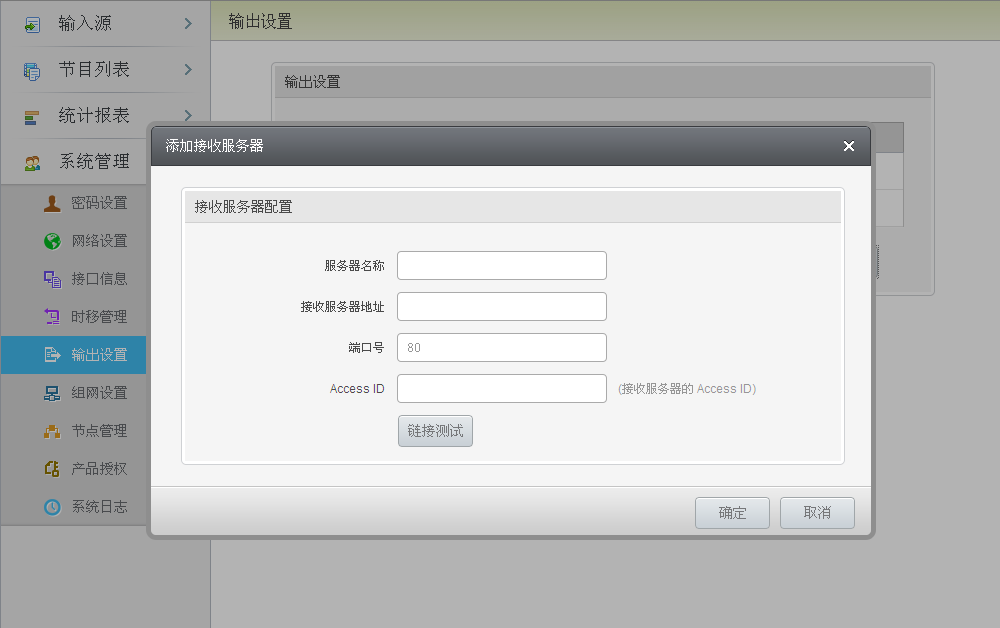 输入源
节目列表
统计报表
系统管理
密码设置
网络设置
接口信息
时移管理
输出设置
组网设置
节点管理
产品授权
系统日志
输出设置
输出设置
添加接收服务器
接收服务器配置
服务器名称
接收服务器地址
端口号 80
Access ID (接收服务器的 Access ID)
链接测试
确定 取消